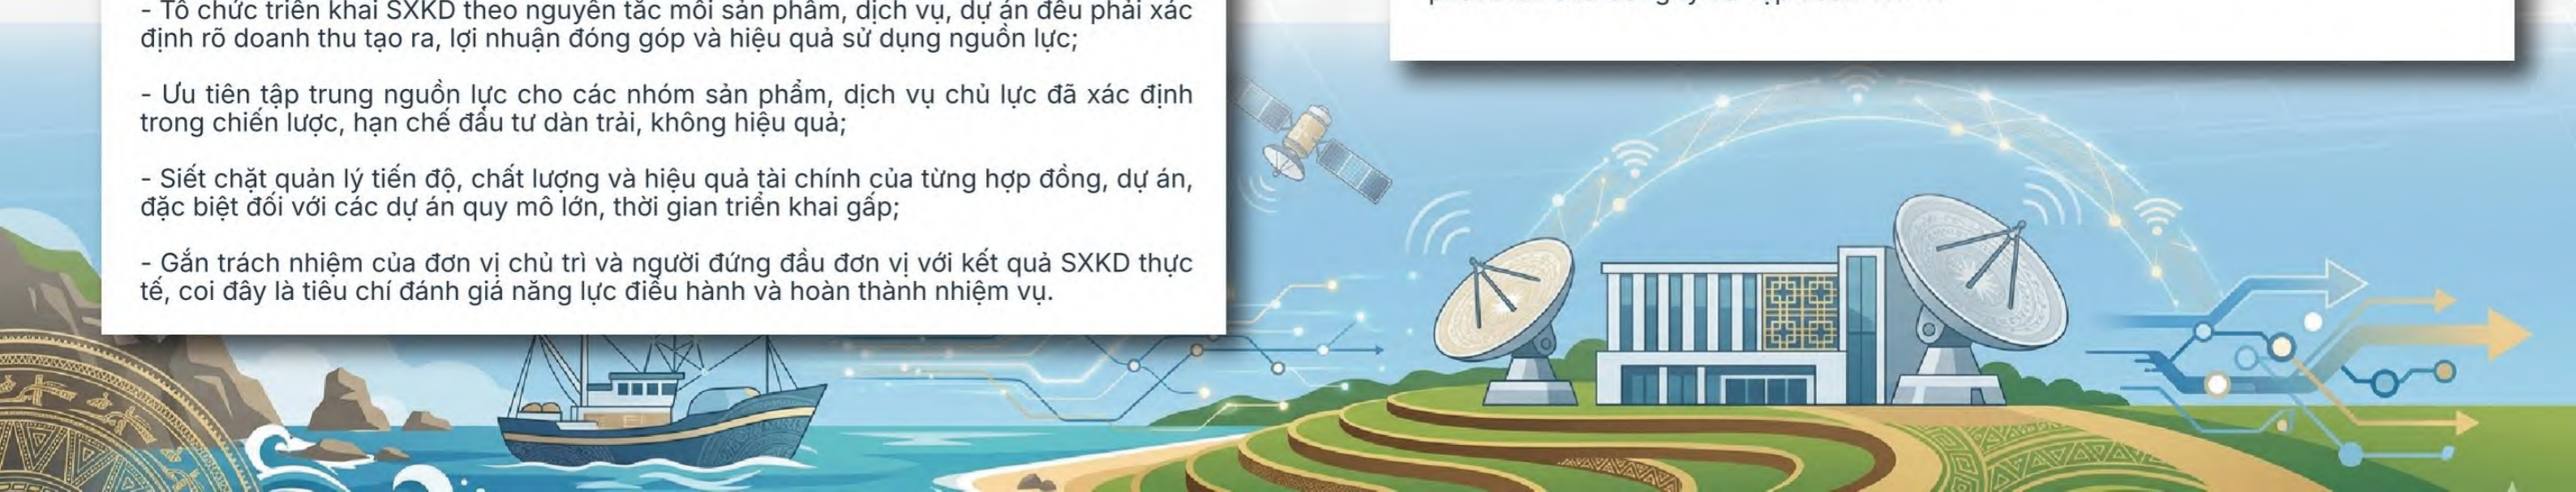 - Tổ chức triển khai SXKD theo nguyên tắc mỗi sản phẩm, dịch vụ, dự án đều phải xác
định rõ doanh thu tạo ra, lợi nhuận đóng góp và hiệu quả sử dụng nguồn lực;
- Ưu tiên tập trung nguồn lực cho các nhóm sản phẩm, dịch vụ chủ lực đã xác định
trong chiến lược, hạn chế đầu tư dàn trải, không hiệu quả;
- Siết chặt quản lý tiến độ, chất lượng và hiệu quả tài chính của từng hợp đồng, dự án,
đặc biệt đối với các dự án quy mô lớn, thời gian triển khai gấp;
- Gắn trách nhiệm của đơn vị chủ trì và người đứng đầu đơn vị với kết quả SXKD thực
tế, coi đây là tiêu chí đánh giá năng lực điều hành và hoàn thành nhiệm vụ.